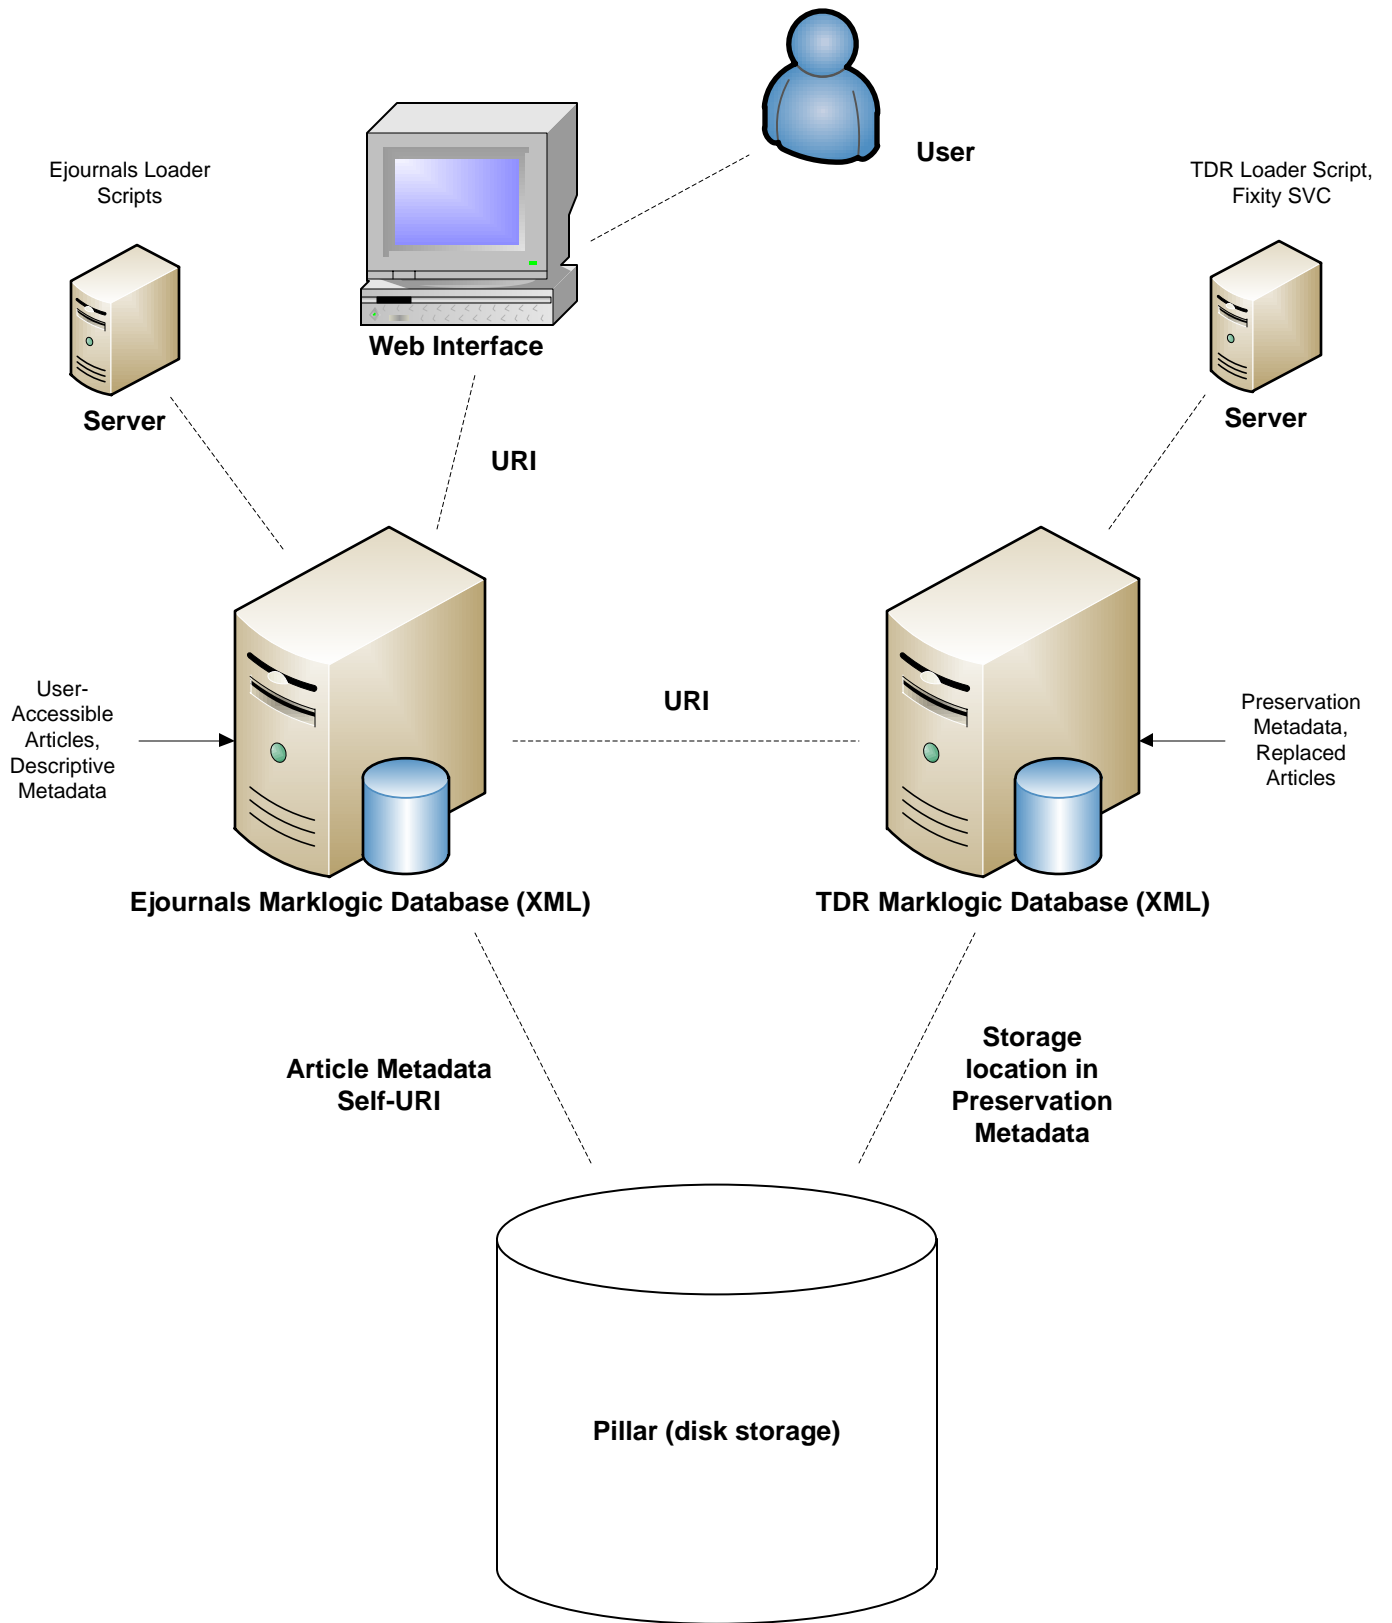 User
Ejournals Loader
Scripts
TDR Loader Script,
Fixity SVC
Web Interface
Server
Server
URI
User-
Accessible
Articles,
Descriptive
Metadata
URI
Preservation
Metadata,
Replaced
Articles
Ejournals Marklogic Database (XML)
TDR Marklogic Database (XML)
Article Metadata
Self-URI
Storage
location in
Preservation
Metadata
Pillar (disk storage)